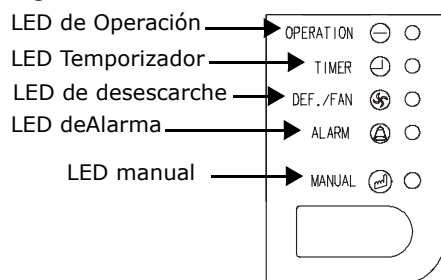 LED de Operación OPERATION
LED Temporizador TIMER
LED de desescarche DEF./FAN
LED deAlarma ALARM
LED manual MANUAL